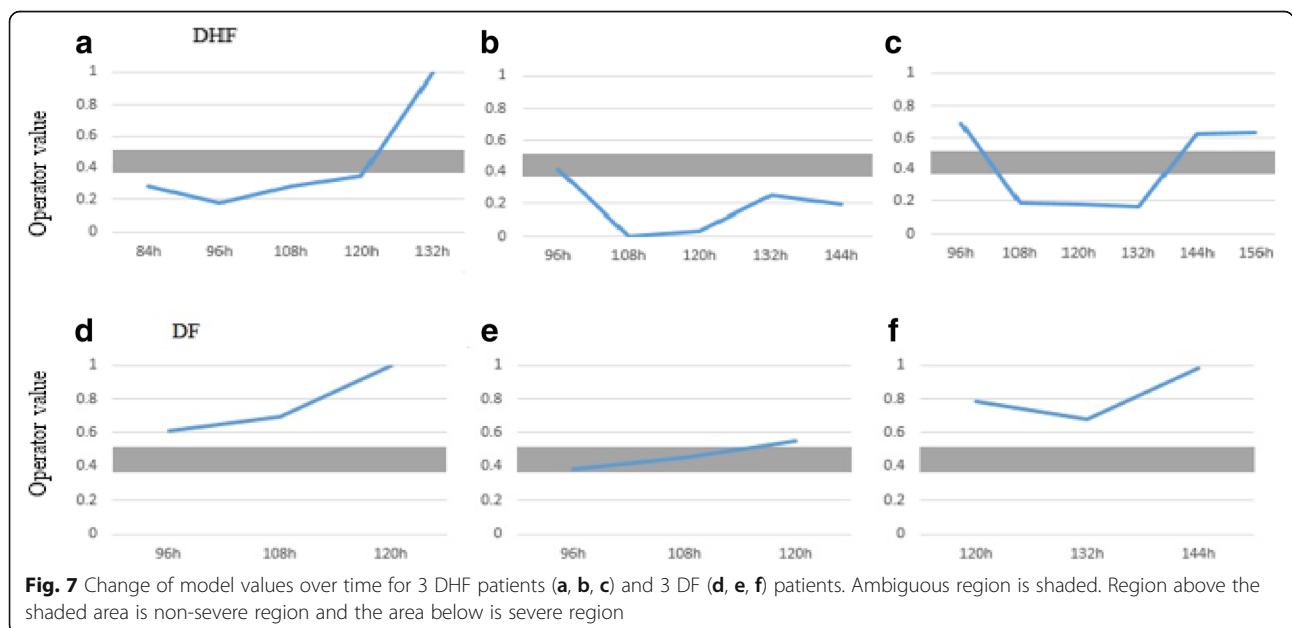 a
DHF
b
c
Operator value
1
0.8
0.6
0.4
0.2
0
84h 96h 108h 120h 132h
1
0.8
0.6
0.4
0.2
0
96h 108h 120h 132h 144h
1
0.8
0.6
0.4
0.2
0
96h 108h 120h 132h 144h 156h
d
DF
e
f
Operator value
1
0.8
0.6
0.4
0.2
0
96h 108h 120h
1
0.8
0.6
0.4
0.2
0
96h 108h 120h
1
0.8
0.6
0.4
0.2
0
120h 132h 144h
Fig. 7 Change of model values over time for 3 DHF patients (a, b, c) and 3 DF (d, e, f) patients. Ambiguous region is shaded. Region above the
shaded area is non-severe region and the area below is severe region